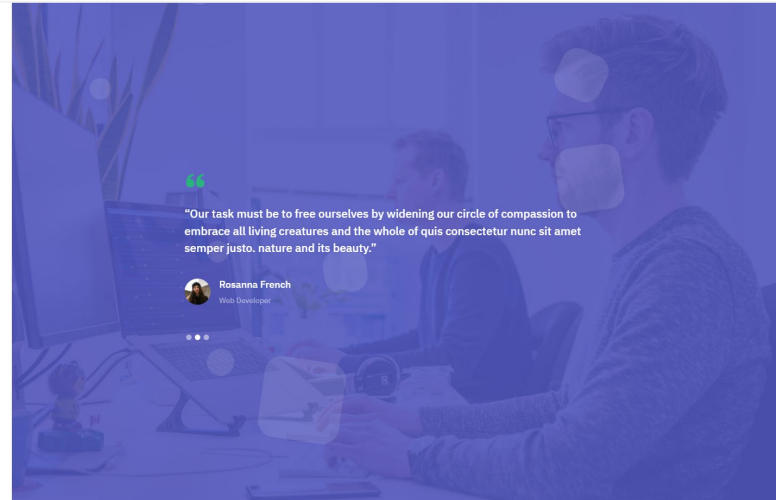 “
“Our task must be to free ourselves by widening our circle of compassion to
embrace all living creatures and the whole of quis consectetur nunc sit amet
semper justo. nature and its beauty.”
Rosanna French
Web Developer